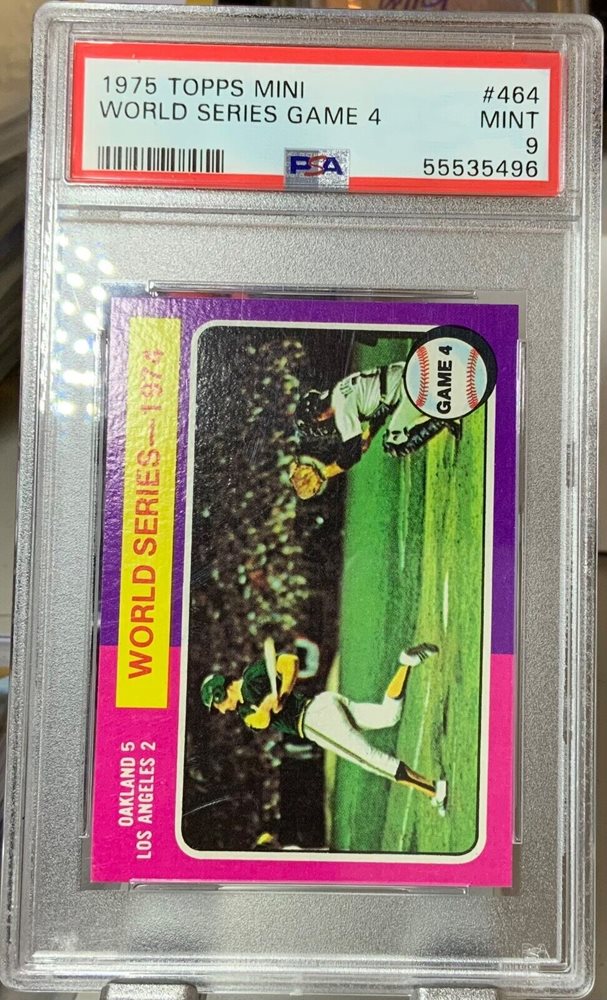 1975 TOPPS MINI
WORLD SERIES GAME 4
#464
MINT
9
55535496
PSA
WORLD SERIES—1974
OAKLAND 5
LOS ANGELES 2
GAME 4